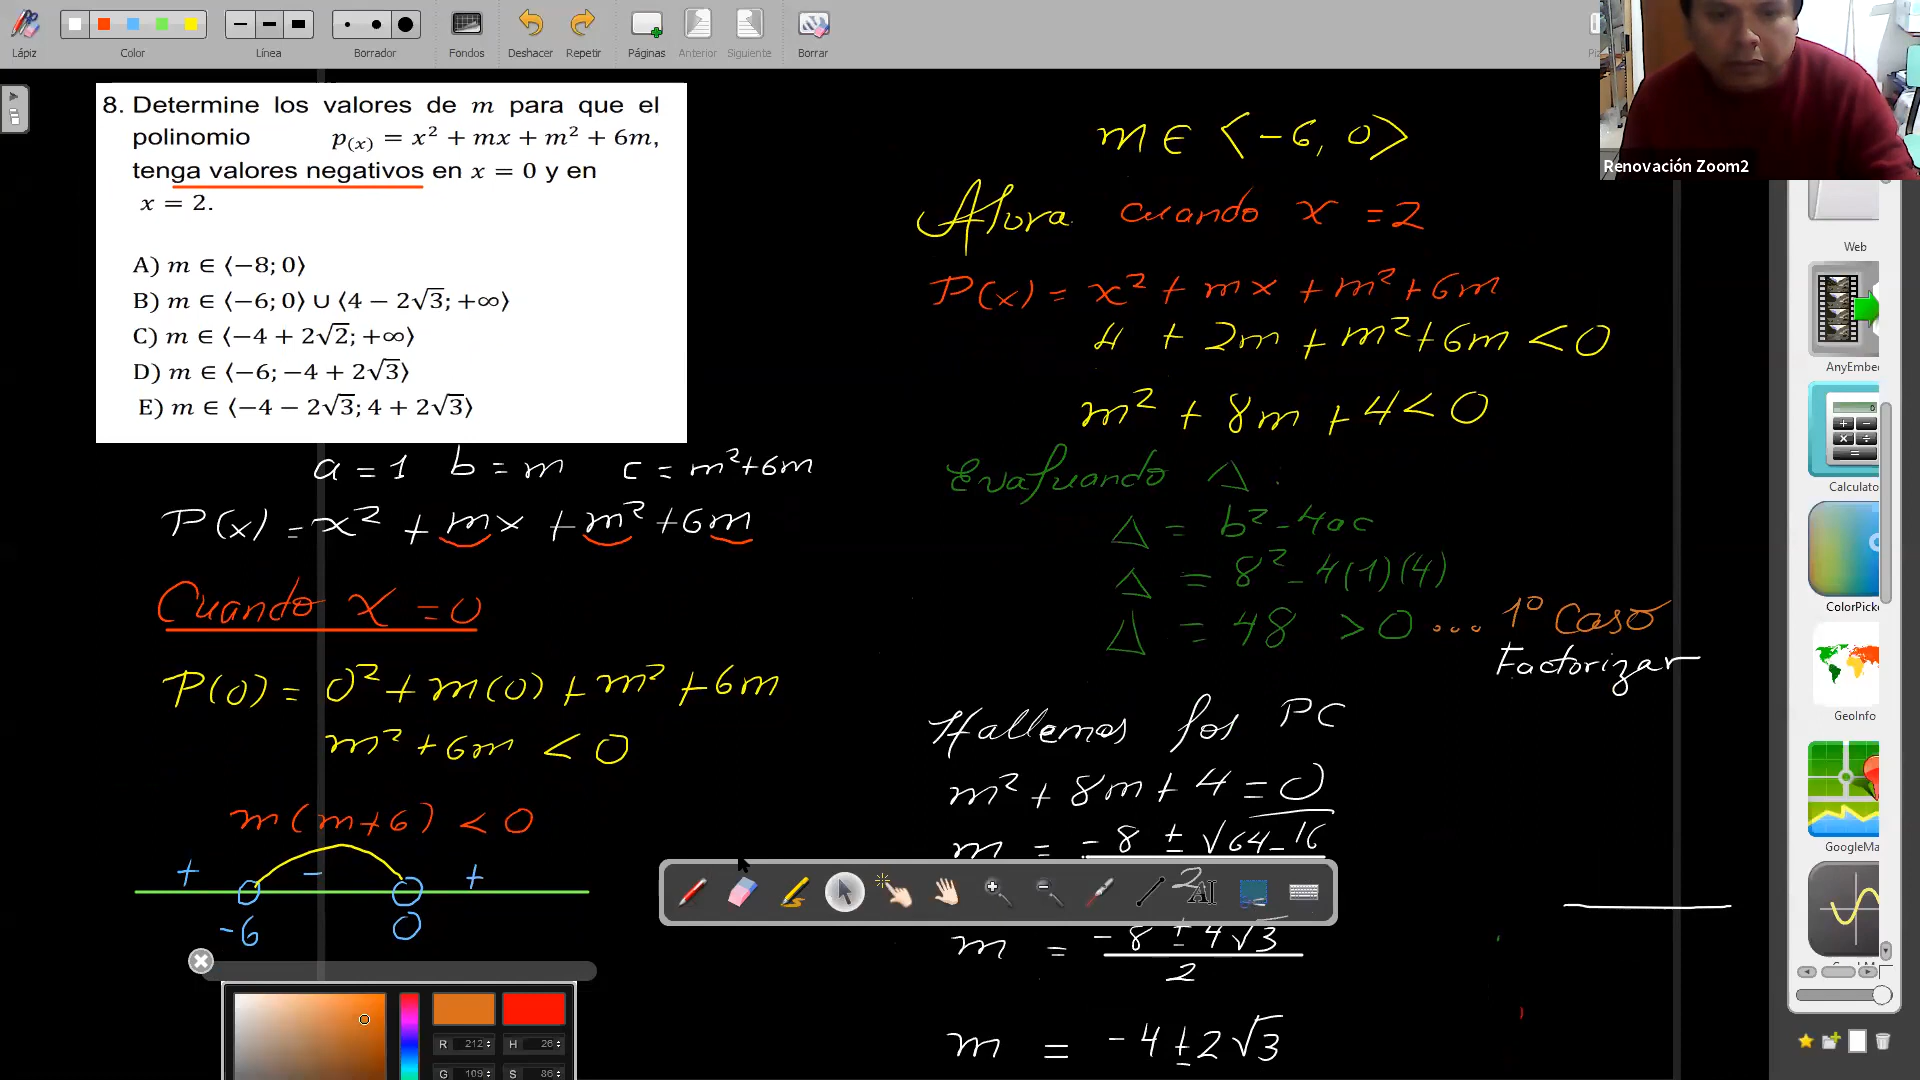 Lápiz
Color
Línea
Borrador
Fondos
Deshacer
Repetir
Páginas
Anterior
Siguiente
Borrar
Renovación Zoom2
8. Determine los valores de m para que el
polinomio p₍ₓ₎ = x² + mx + m² + 6m,
tenga valores negativos en x = 0 y en
x = 2.
A) m ∈ ⟨−8; 0⟩
B) m ∈ ⟨−6; 0⟩ ∪ ⟨4 − 2√3; +∞⟩
C) m ∈ ⟨−4 + 2√2; +∞⟩
D) m ∈ ⟨−6; −4 + 2√3⟩
E) m ∈ ⟨−4 − 2√3; 4 + 2√3⟩
a = 1 b = m c = m²+6m
P(x) = x² + mx + m² + 6m
Cuando x = 0
P(0) = 0² + m(0) + m² + 6m
m² + 6m < 0
m(m+6) < 0
+ − +
-6 0
m ∈ ⟨-6, 0⟩
Ahora cuando x = 2
P(x) = x² + mx + m² + 6m
4 + 2m + m² + 6m < 0
m² + 8m + 4 < 0
Evaluando Δ :
Δ = b² - 4ac
Δ = 8² - 4(1)(4)
Δ = 48 > 0 ... 1º Caso
Factorizar
Hallemos los PC
m² + 8m + 4 = 0
m = -8 ± √64-16
2
m = -8 ± 4√3
2
m = -4 ± 2√3
R 212 H 26
G 109 S 86
Web
AnyEmbe
Calculato
ColorPick
GeoInfo
GoogleMa